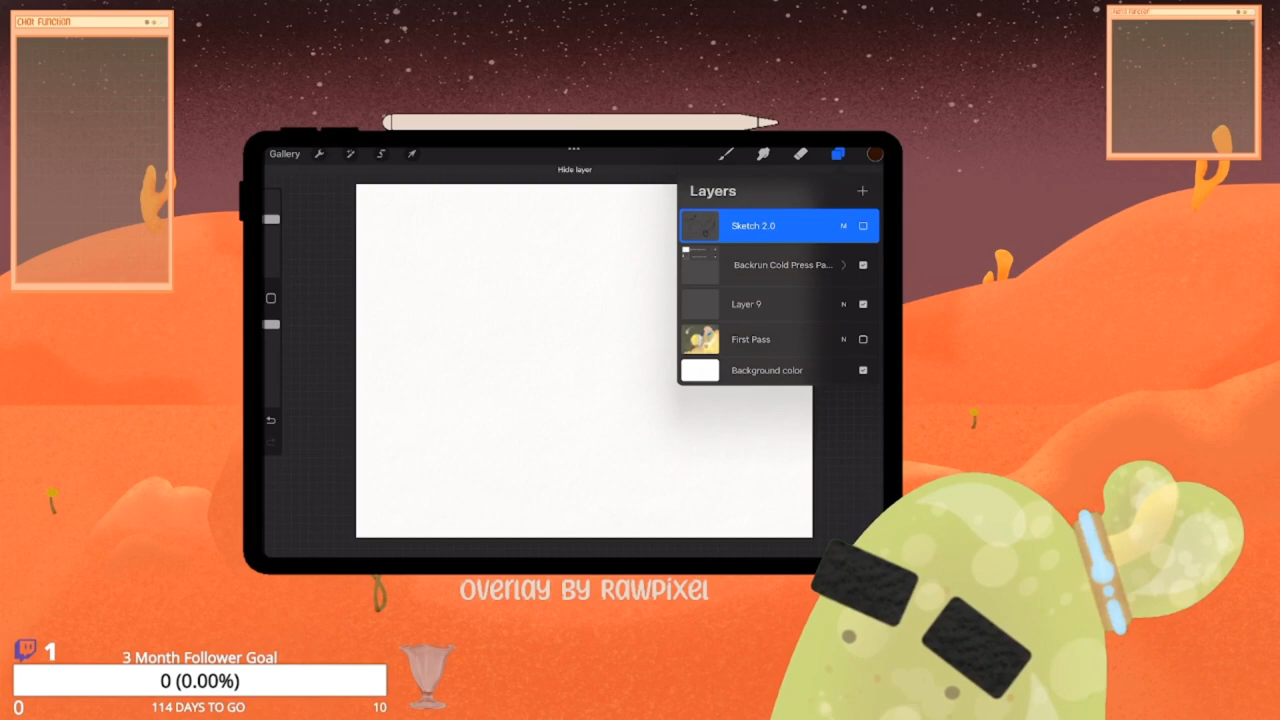 Chat Function
Gallery
Hide layer
Layers
Sketch 2.0
M
Backrun Cold Press Pa...
Layer 9
N
First Pass
N
Background color
Overlay by Rawpixel
1
3 Month Follower Goal
0 (0.00%)
0
114 DAYS TO GO
10